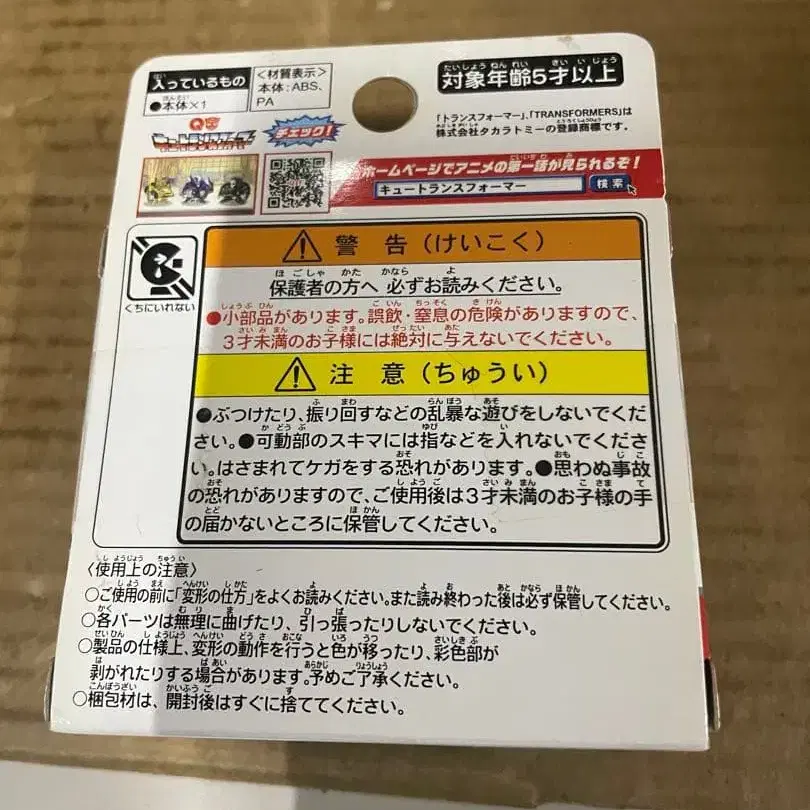 入っているもの
●本体×1
〈材質表示〉
本体:ABS、
PA
対象年齢5才以上
「トランスフォーマー」、「TRANSFORMERS」は
株式会社タカラトミーの登録商標です。
キュートランスフォーマー
チェック!
ホームページでアニメの第一話が見られるぞ!
キュートランスフォーマー
検索
くちにいれない
警告(けいこく)
保護者の方へ 必ずお読みください。
●小部品があります。誤飲・窒息の危険がありますので、
3才未満のお子様には絶対に与えないでください。
注意(ちゅうい)
●ぶつけたり、振り回すなどの乱暴な遊びをしないでくだ
さい。●可動部のスキマには指などを入れないでくださ
い。はさまれてケガをする恐れがあります。●思わぬ事故
の恐れがありますので、ご使用後は3才未満のお子様の手
の届かないところに保管してください。
〈使用上の注意〉
○ご使用の前に「変形の仕方」をよくお読みください。また読み終わった後は必ず保管してください。
○各パーツは無理に曲げたり、引っ張ったりしないでください。
○製品の仕様上、変形の動作を行うと色が移ったり、彩色部が
剥がれたりする場合があります。予めご了承ください。
○梱包材は、開封後はすぐに捨ててください。